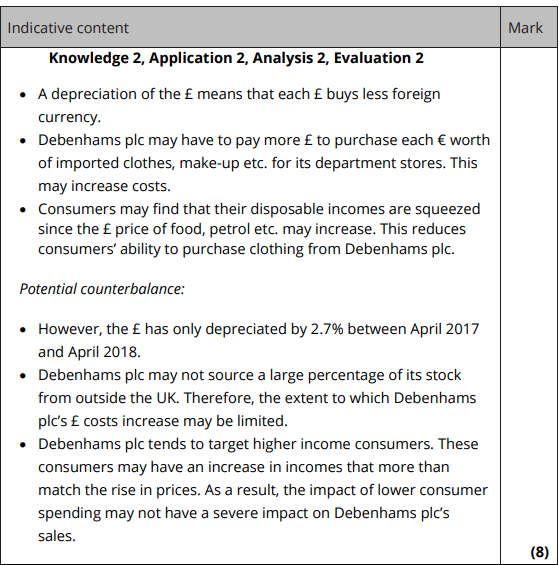 Indicative content Mark
Knowledge 2, Application 2, Analysis 2, Evaluation 2
• A depreciation of the £ means that each £ buys less foreign
currency.
• Debenhams plc may have to pay more £ to purchase each € worth
of imported clothes, make-up etc. for its department stores. This
may increase costs.
• Consumers may find that their disposable incomes are squeezed
since the £ price of food, petrol etc. may increase. This reduces
consumers’ ability to purchase clothing from Debenhams plc.
Potential counterbalance:
• However, the £ has only depreciated by 2.7% between April 2017
and April 2018.
• Debenhams plc may not source a large percentage of its stock
from outside the UK. Therefore, the extent to which Debenhams
plc’s £ costs increase may be limited.
• Debenhams plc tends to target higher income consumers. These
consumers may have an increase in incomes that more than
match the rise in prices. As a result, the impact of lower consumer
spending may not have a severe impact on Debenhams plc’s
sales.
(8)